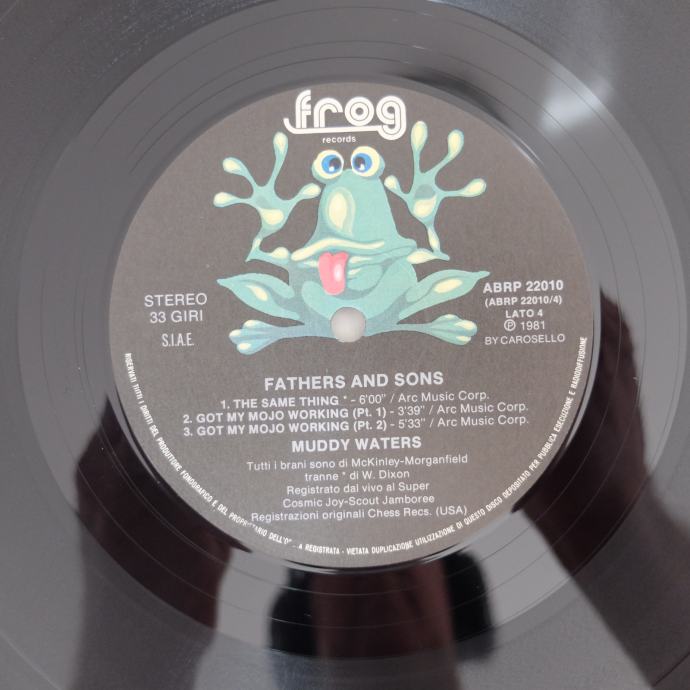 frog
records
STEREO
33 GIRI
S.I.A.E.
ABRP 22010
(ABRP 22010/4)
LATO 4
Ⓟ 1981
BY CAROSELLO
FATHERS AND SONS
1. THE SAME THING * - 6'00" / Arc Music Corp.
2. GOT MY MOJO WORKING (Pt. 1) - 3'39" / Arc Music Corp.
3. GOT MY MOJO WORKING (Pt. 2) - 5'33" / Arc Music Corp.
MUDDY WATERS
Tutti i brani sono di McKinley-Morganfield
tranne * di W. Dixon
Registrato dal vivo al Super
Cosmic Joy-Scout Jamboree
Registrazioni originali Chess Recs. (USA)
RISERVATI TUTTI I DIRITTI DEL PRODUTTORE FONOGRAFICO E DEL DELL' A REGISTRATA - VIETATA DUPLICAZIONE UTILIZZAZIONE DI QUESTO DISCO DEPOSITATO PER PUBBLICA ESECUZIONE E RADIODIFFUSIONE